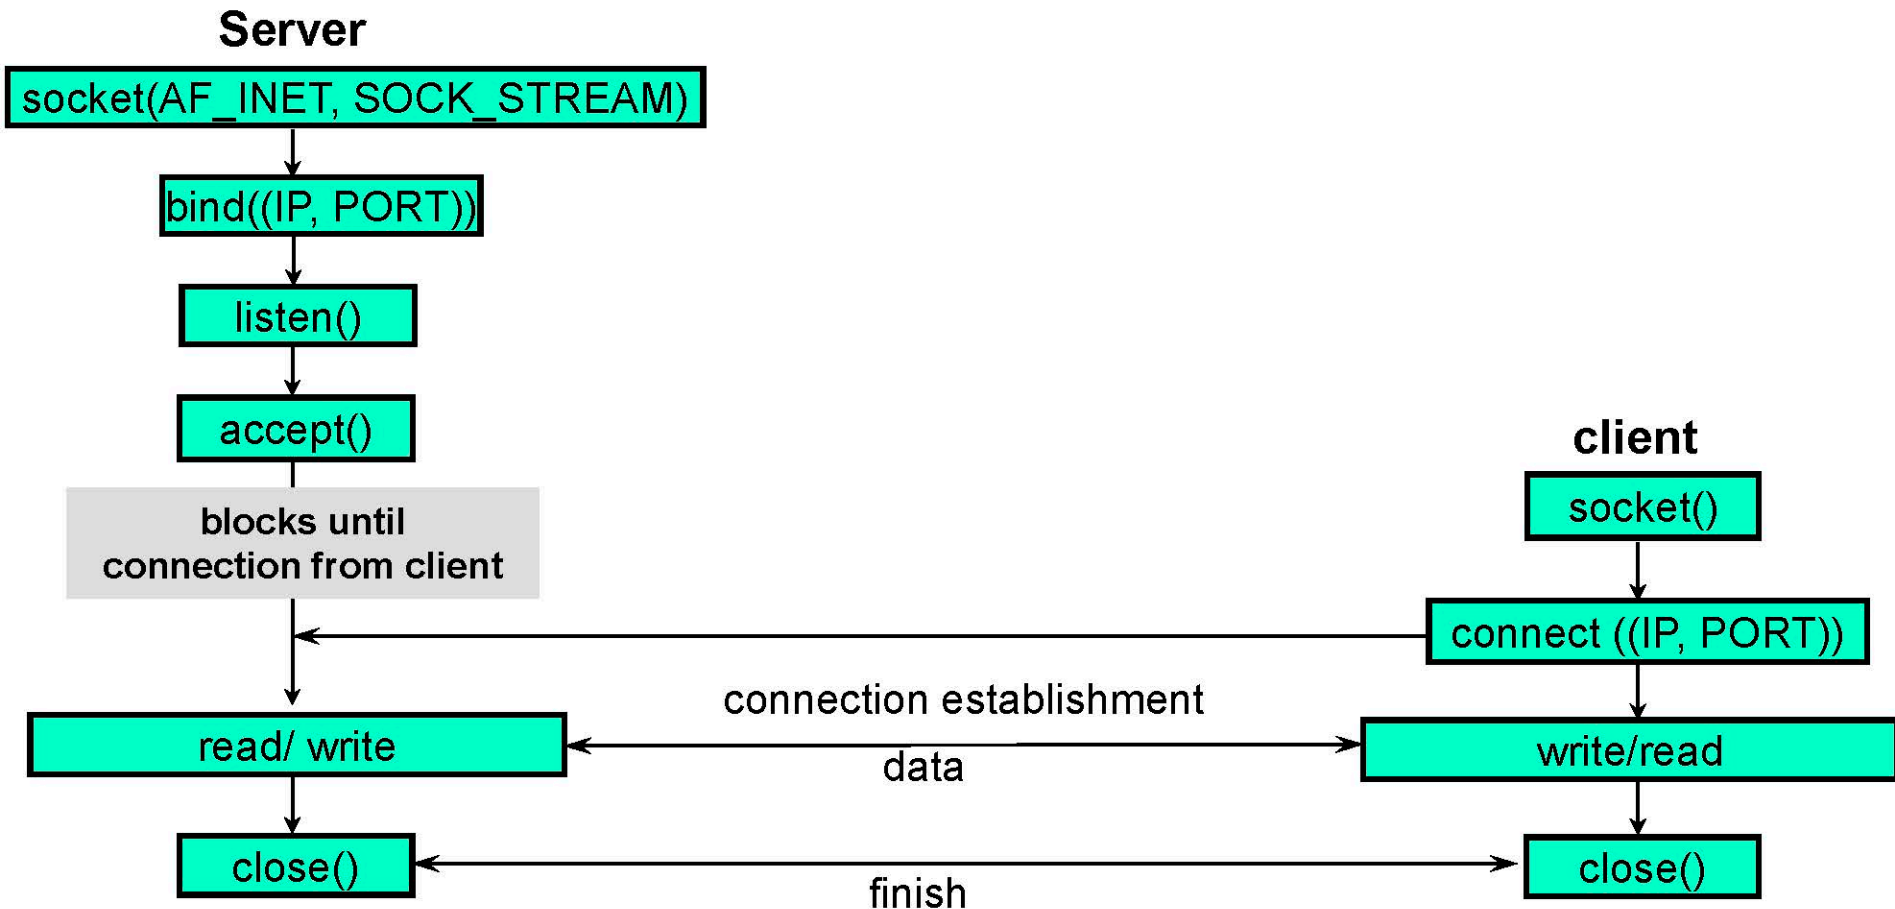 Server
socket(AF_INET, SOCK_STREAM)
bind((IP, PORT))
listen()
accept()
blocks until
connection from client
client
socket()
connect ((IP, PORT))
connection establishment
read/ write
data
write/read
close()
finish
close()